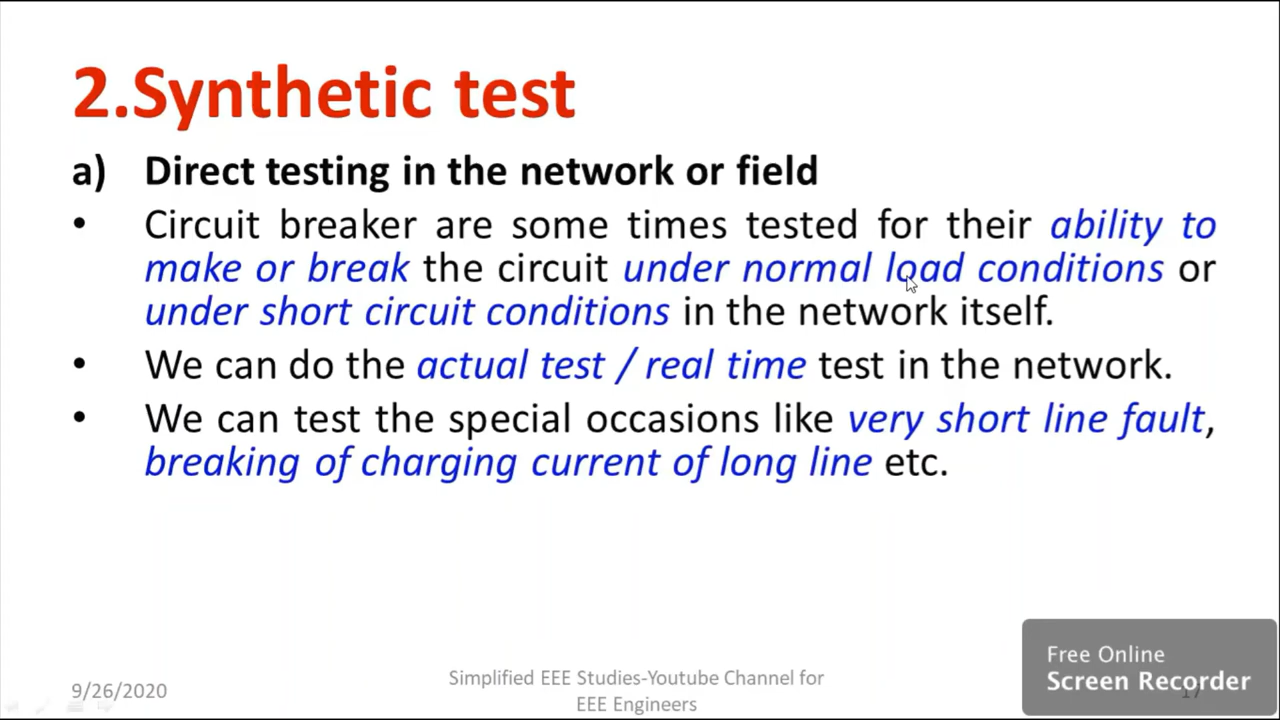 2.Synthetic test
a) Direct testing in the network or field
• Circuit breaker are some times tested for their ability to
make or break the circuit under normal load conditions or
under short circuit conditions in the network itself.
• We can do the actual test / real time test in the network.
• We can test the special occasions like very short line fault,
breaking of charging current of long line etc.
9/26/2020
Simplified EEE Studies-Youtube Channel for
EEE Engineers
Free Online
Screen Recorder
17